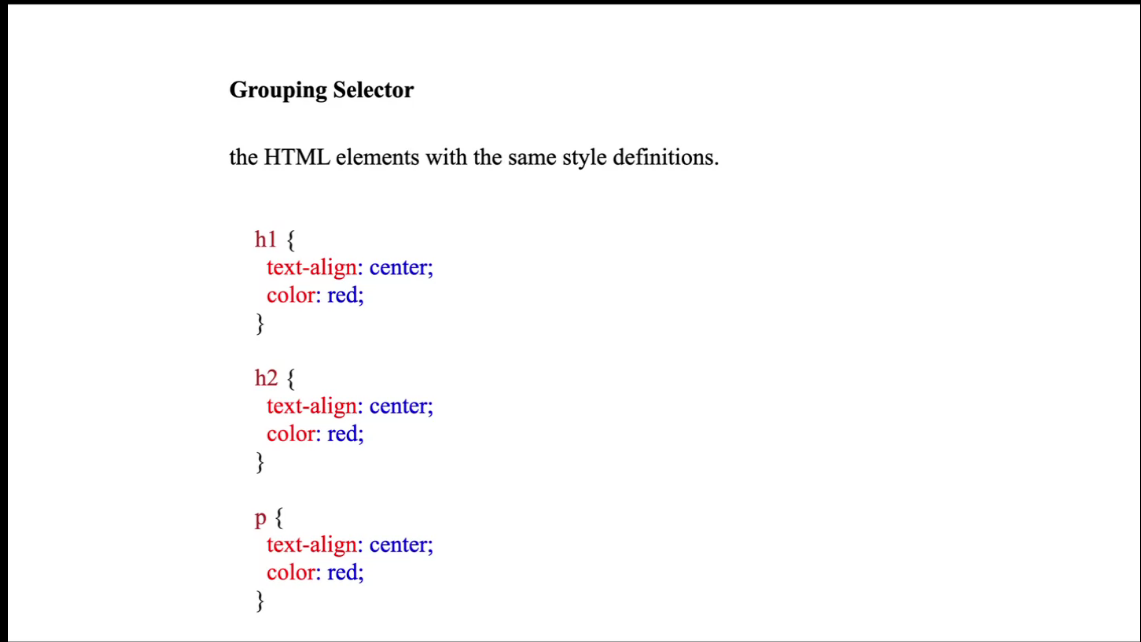 Grouping Selector
the HTML elements with the same style definitions.
h1 {
text-align: center;
color: red;
}
h2 {
text-align: center;
color: red;
}
p {
text-align: center;
color: red;
}